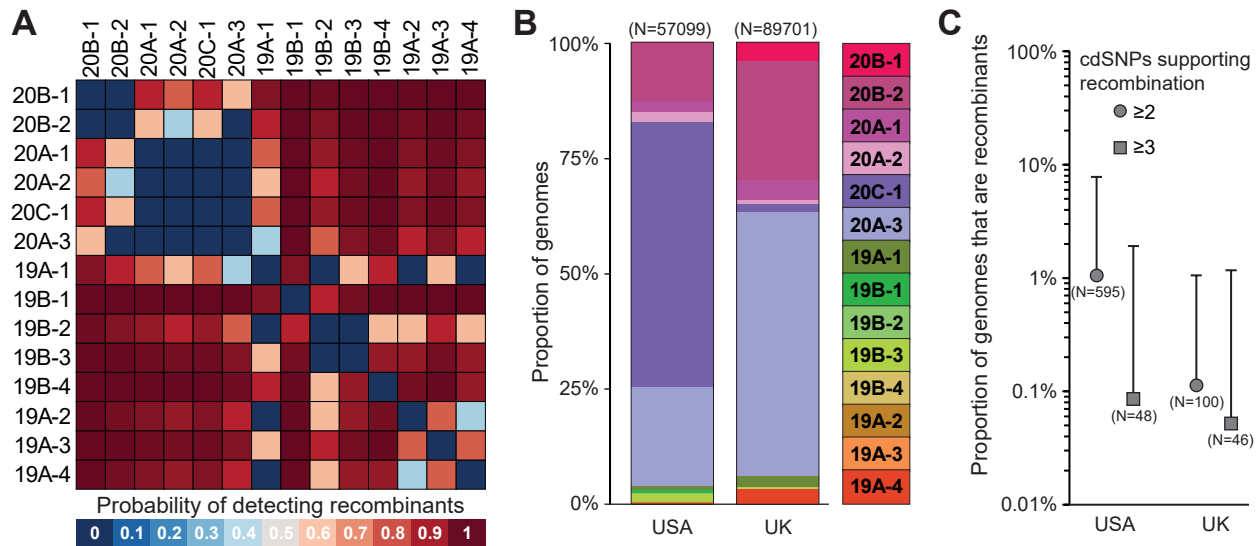 A
20B-1
20B-2
20A-1
20A-2
20C-1
20A-3
19A-1
19B-1
19B-2
19B-3
19B-4
19A-2
19A-3
19A-4
20B-1
20B-2
20A-1
20A-2
20C-1
20A-3
19A-1
19B-1
19B-2
19B-3
19B-4
19A-2
19A-3
19A-4
Probability of detecting recombinants
0 0.1 0.2 0.3 0.4 0.5 0.6 0.7 0.8 0.9 1
B
(N=57099) (N=89701)
Proportion of genomes
100%
75%
50%
25%
0%
USA UK
20B-1
20B-2
20A-1
20A-2
20C-1
20A-3
19A-1
19B-1
19B-2
19B-3
19B-4
19A-2
19A-3
19A-4
C
Proportion of genomes that are recombinants
100%
10%
1%
0.1%
0.01%
cdSNPs supporting
recombination
≥2
≥3
(N=595)
(N=48)
(N=100)
(N=46)
USA UK